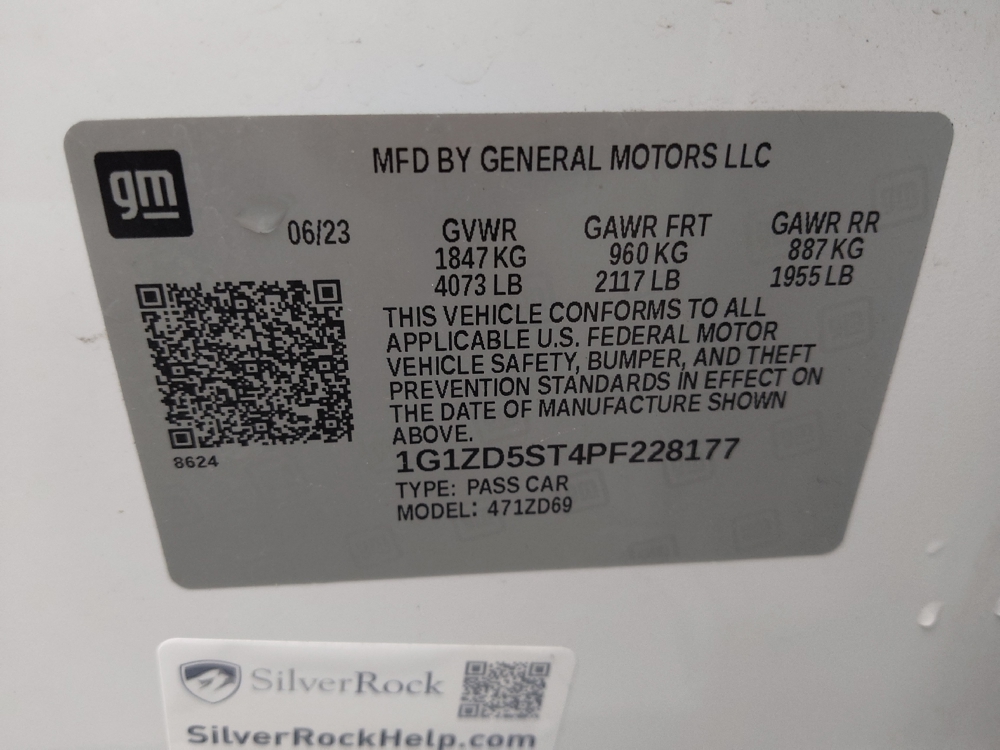 gm
MFD BY GENERAL MOTORS LLC
06/23
GVWR
1847 KG
4073 LB
GAWR FRT
960 KG
2117 LB
GAWR RR
887 KG
1955 LB
THIS VEHICLE CONFORMS TO ALL
APPLICABLE U.S. FEDERAL MOTOR
VEHICLE SAFETY, BUMPER, AND THEFT
PREVENTION STANDARDS IN EFFECT ON
THE DATE OF MANUFACTURE SHOWN
ABOVE.
8624
1G1ZD5ST4PF228177
TYPE: PASS CAR
MODEL: 471ZD69
SilverRock
SilverRockHelp.com